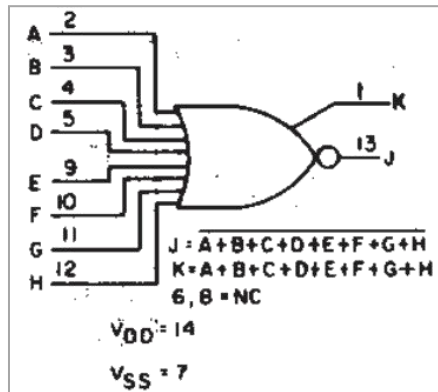 A 2
B 3
C 4
D 5
E 9
F 10
G 11
H 12
1 K
13 J
J = A+B+C+D+E+F+G+H
K=A+B+C+D+E+F+G+H
6, 8 = NC
VDD = 14
VSS = 7